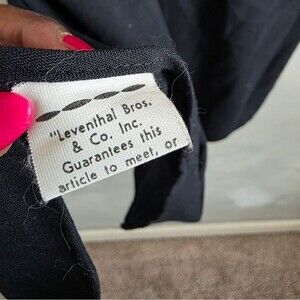 "Leventhal Bros.
& Co. Inc.
Guarantees this
article to meet, or